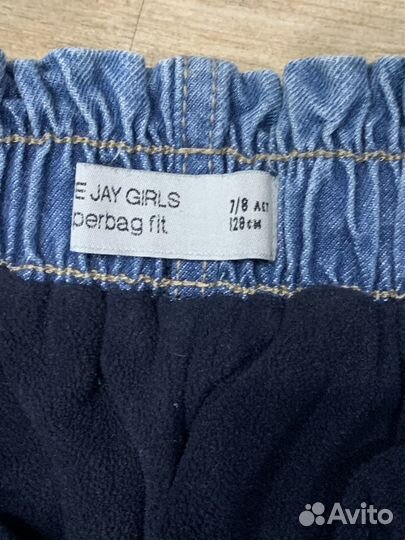 E JAY GIRLS
perbag fit
7/8 лет
128 см
Avito